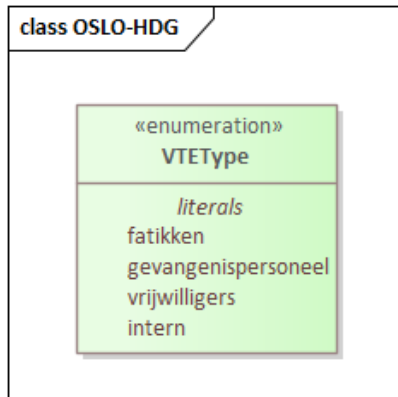 class OSLO-HDG
«enumeration»
VTEType
literals
fatikken
gevangenispersoneel
vrijwilligers
intern